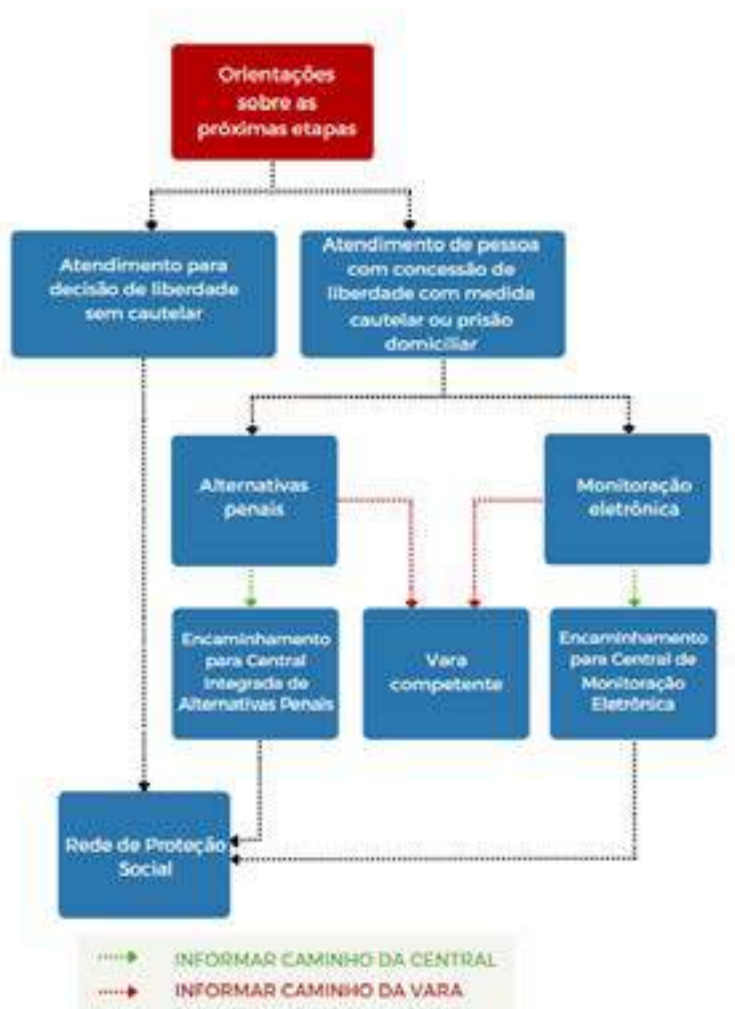 Orientações
sobre as
próximas etapas
Atendimento para
decisão de liberdade
sem cautelar
Atendimento de pessoa
com concessão de
liberdade com medida
cautelar ou prisão
domiciliar
Alternativas
penais
Monitoração
eletrônica
Encaminhamento
para Central
Integrada de
Alternativas Penais
Vara
competente
Encaminhamento
para Central de
Monitoração
Eletrônica
Rede de Proteção
Social
INFORMAR CAMINHO DA CENTRAL
INFORMAR CAMINHO DA VARA